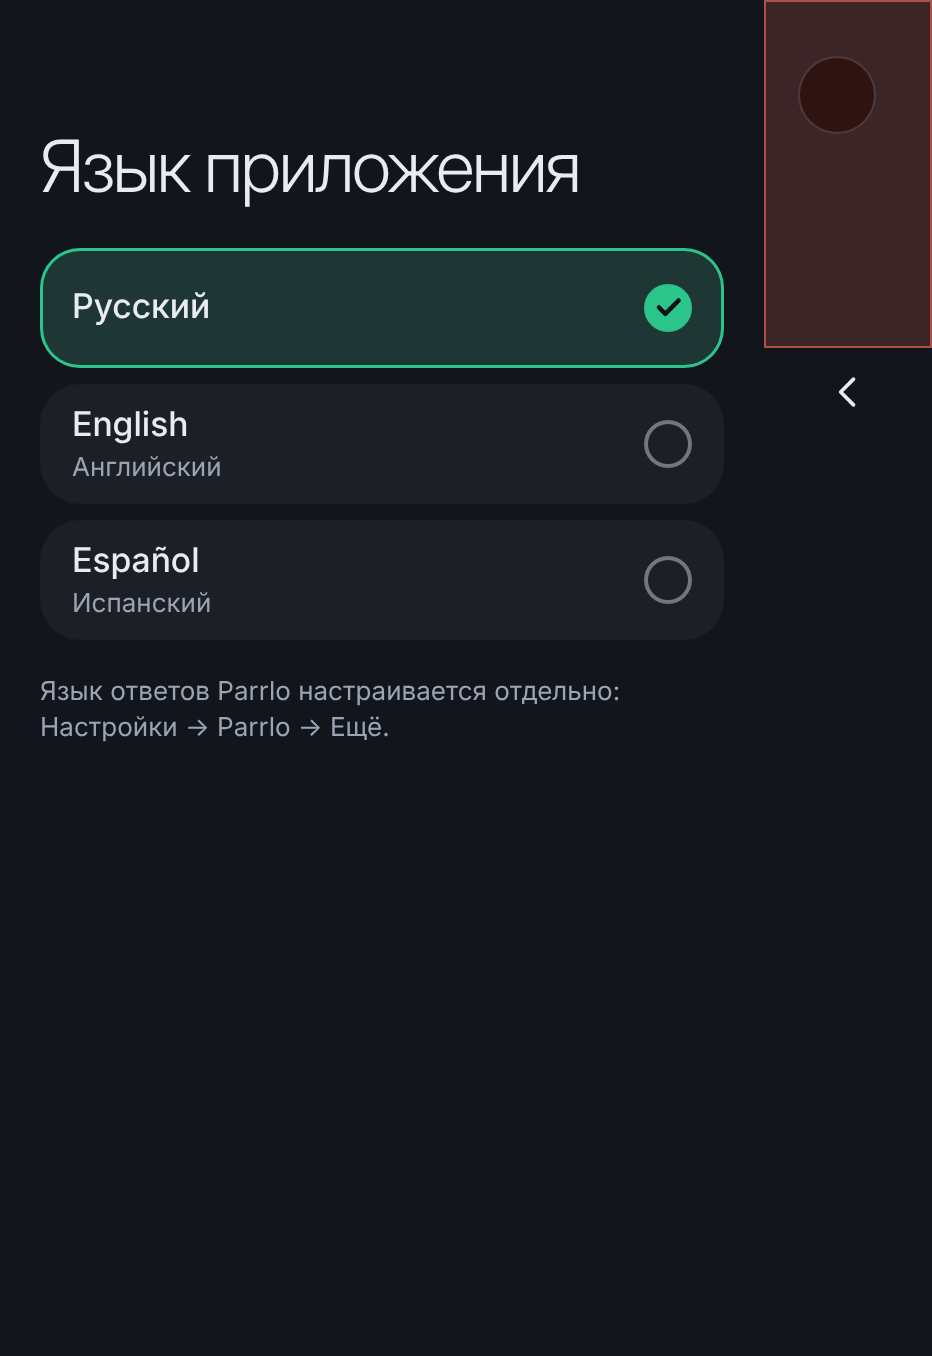 Язык приложения
Русский
English
Английский
Español
Испанский
Язык ответов Parrlo настраивается отдельно:
Настройки → Parrlo → Ещё.